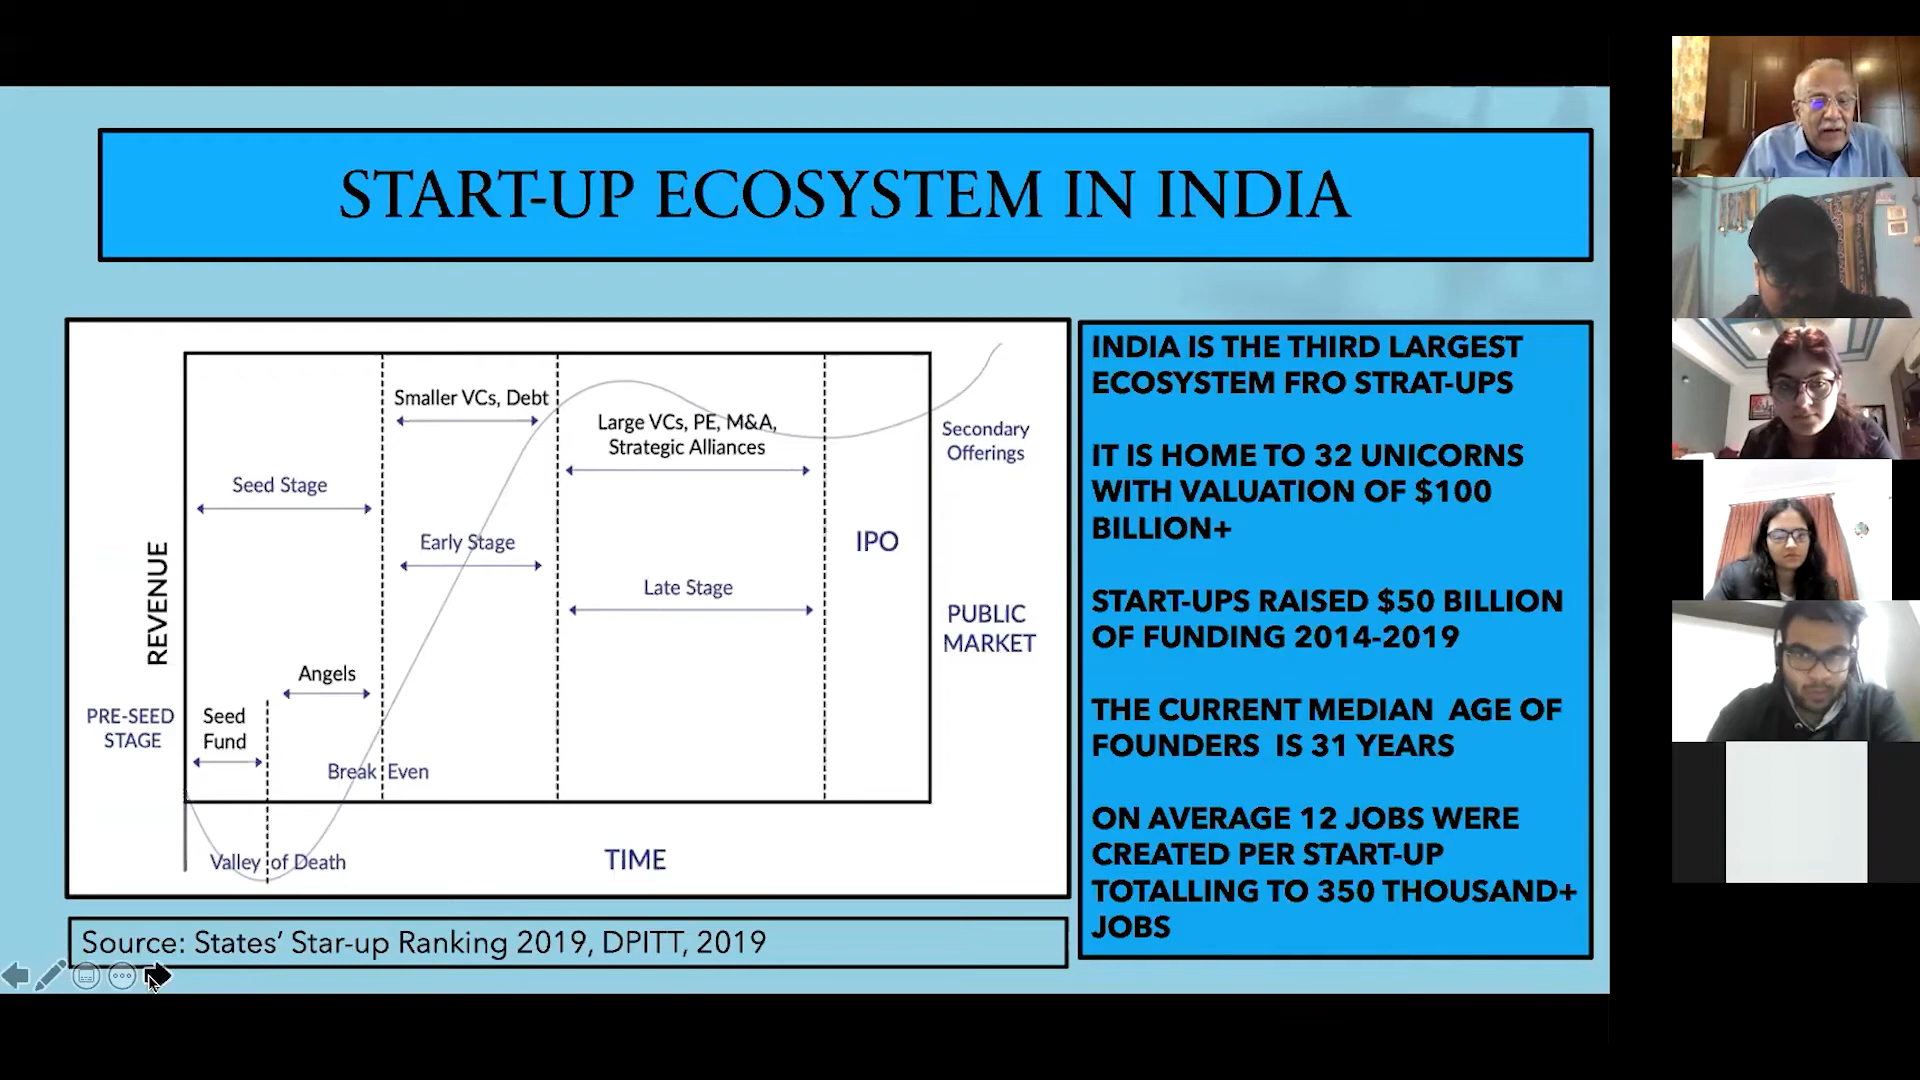 START-UP ECOSYSTEM IN INDIA
Smaller VCs, Debt
Large VCs, PE, M&A,
Strategic Alliances
Secondary
Offerings
Seed Stage
Early Stage
IPO
Late Stage
REVENUE
PUBLIC
MARKET
Angels
PRE-SEED
STAGE
Seed
Fund
Break Even
Valley of Death
TIME
INDIA IS THE THIRD LARGEST
ECOSYSTEM FRO STRAT-UPS
IT IS HOME TO 32 UNICORNS
WITH VALUATION OF $100
BILLION+
START-UPS RAISED $50 BILLION
OF FUNDING 2014-2019
THE CURRENT MEDIAN AGE OF
FOUNDERS IS 31 YEARS
ON AVERAGE 12 JOBS WERE
CREATED PER START-UP
TOTALLING TO 350 THOUSAND+
JOBS
Source: States’ Star-up Ranking 2019, DPITT, 2019